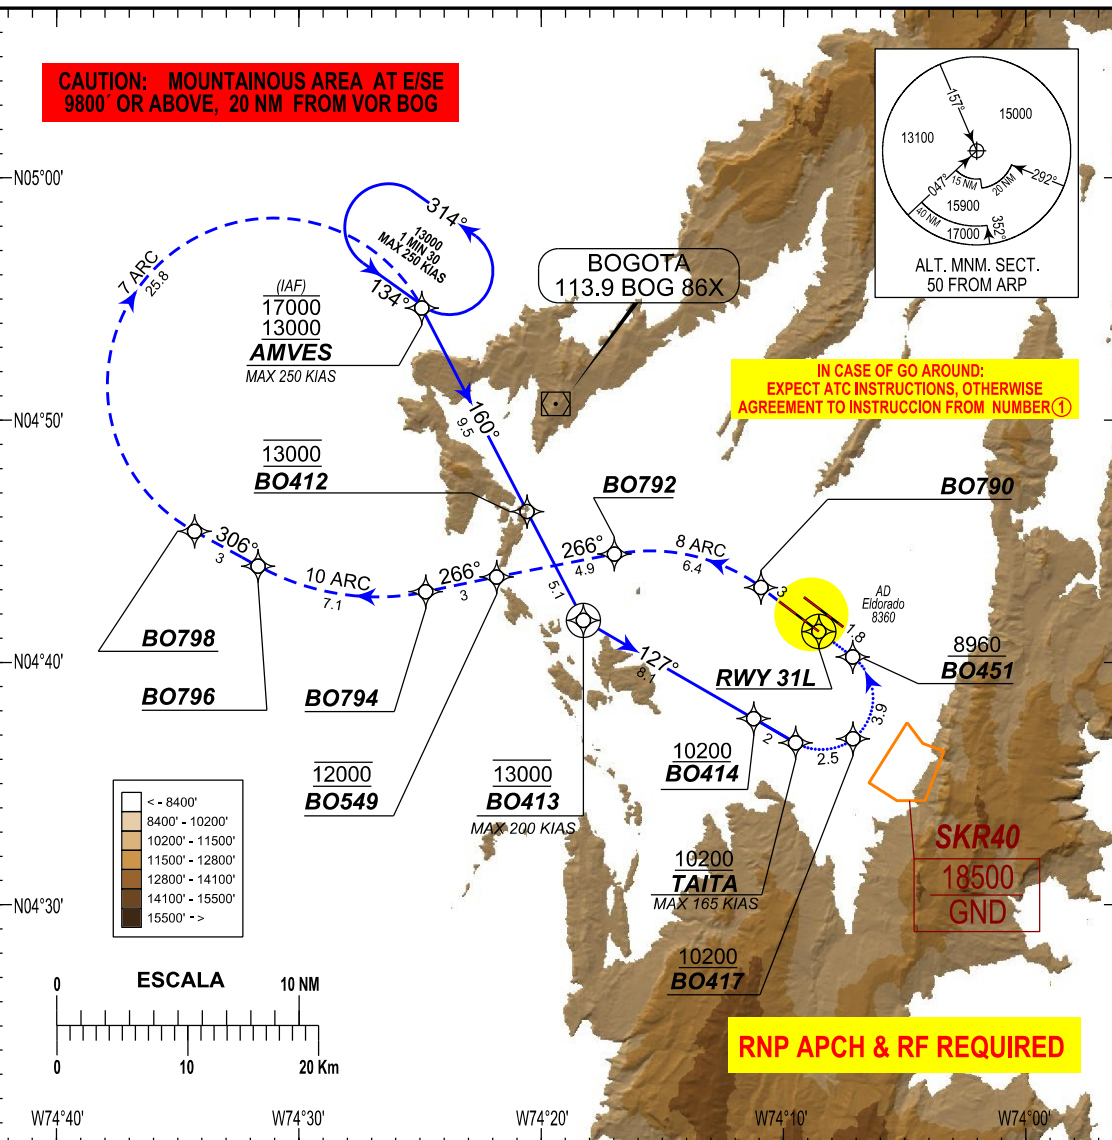 CAUTION: MOUNTAINOUS AREA AT E/SE
9800´ OR ABOVE, 20 NM FROM VOR BOG
157°
15000
13100
047°
15 NM
20 NM
292°
15900
40 NM
352°
17000
ALT. MNM. SECT.
50 FROM ARP
N05°00'
314°
13000
1 MIN 30
MAX 250 KIAS
134°
7 ARC
25.8
(IAF)
17000
13000
AMVES
MAX 250 KIAS
BOGOTA
113.9 BOG 86X
IN CASE OF GO AROUND:
EXPECT ATC INSTRUCTIONS, OTHERWISE
AGREEMENT TO INSTRUCCION FROM NUMBER 1
N04°50'
160°
9.5
13000
BO412
BO792
BO790
306°
3
10 ARC
7.1
266°
3
266°
4.9
5.1
8 ARC
6.4
3
AD
Eldorado
8360
1.8
BO798
N04°40'
127°
8.1
RWY 31L
8960
BO451
BO796
BO794
3.9
2
2.5
12000
BO549
13000
BO413
MAX 200 KIAS
10200
BO414
< - 8400'
8400' - 10200'
10200' - 11500'
11500' - 12800'
12800' - 14100'
14100' - 15500'
15500' - >
SKR40
18500
GND
10200
TAITA
MAX 165 KIAS
N04°30'
10200
BO417
ESCALA
0
10 NM
0
10
20 Km
RNP APCH & RF REQUIRED
W74°40'
W74°30'
W74°20'
W74°10'
W74°00'